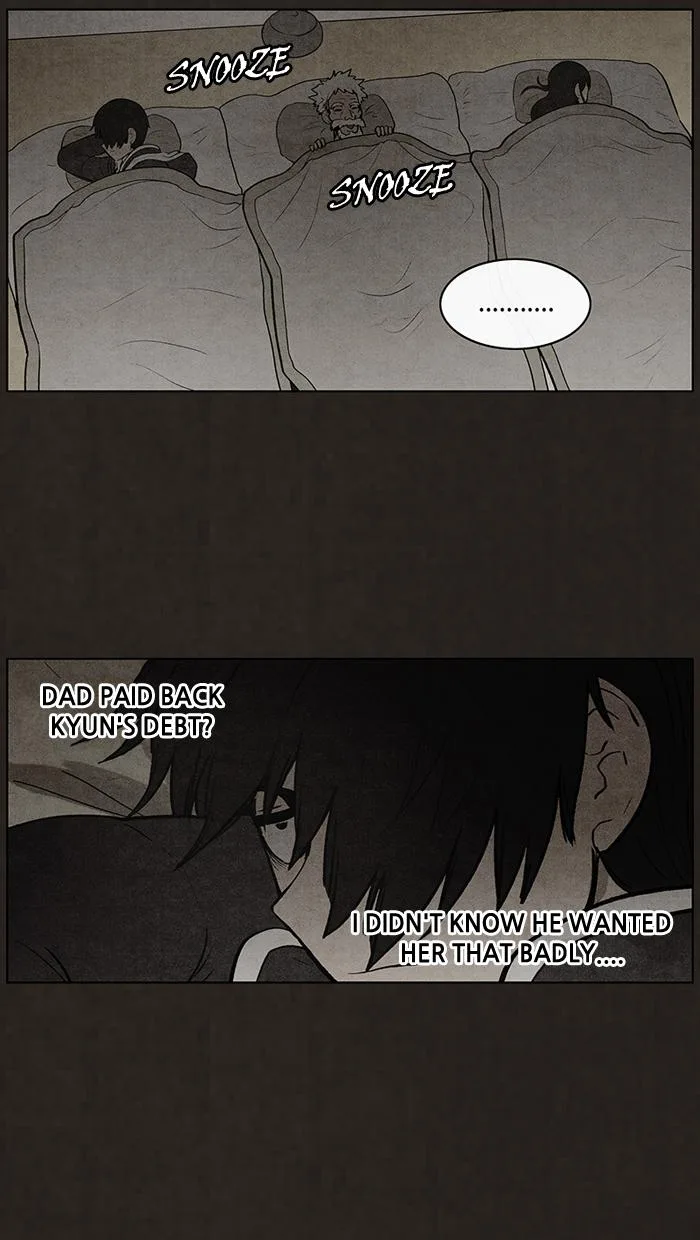 SNOOZE
SNOOZE
...........
DAD PAID BACK
KYUN'S DEBT?
I DIDN'T KNOW HE WANTED
HER THAT BADLY....